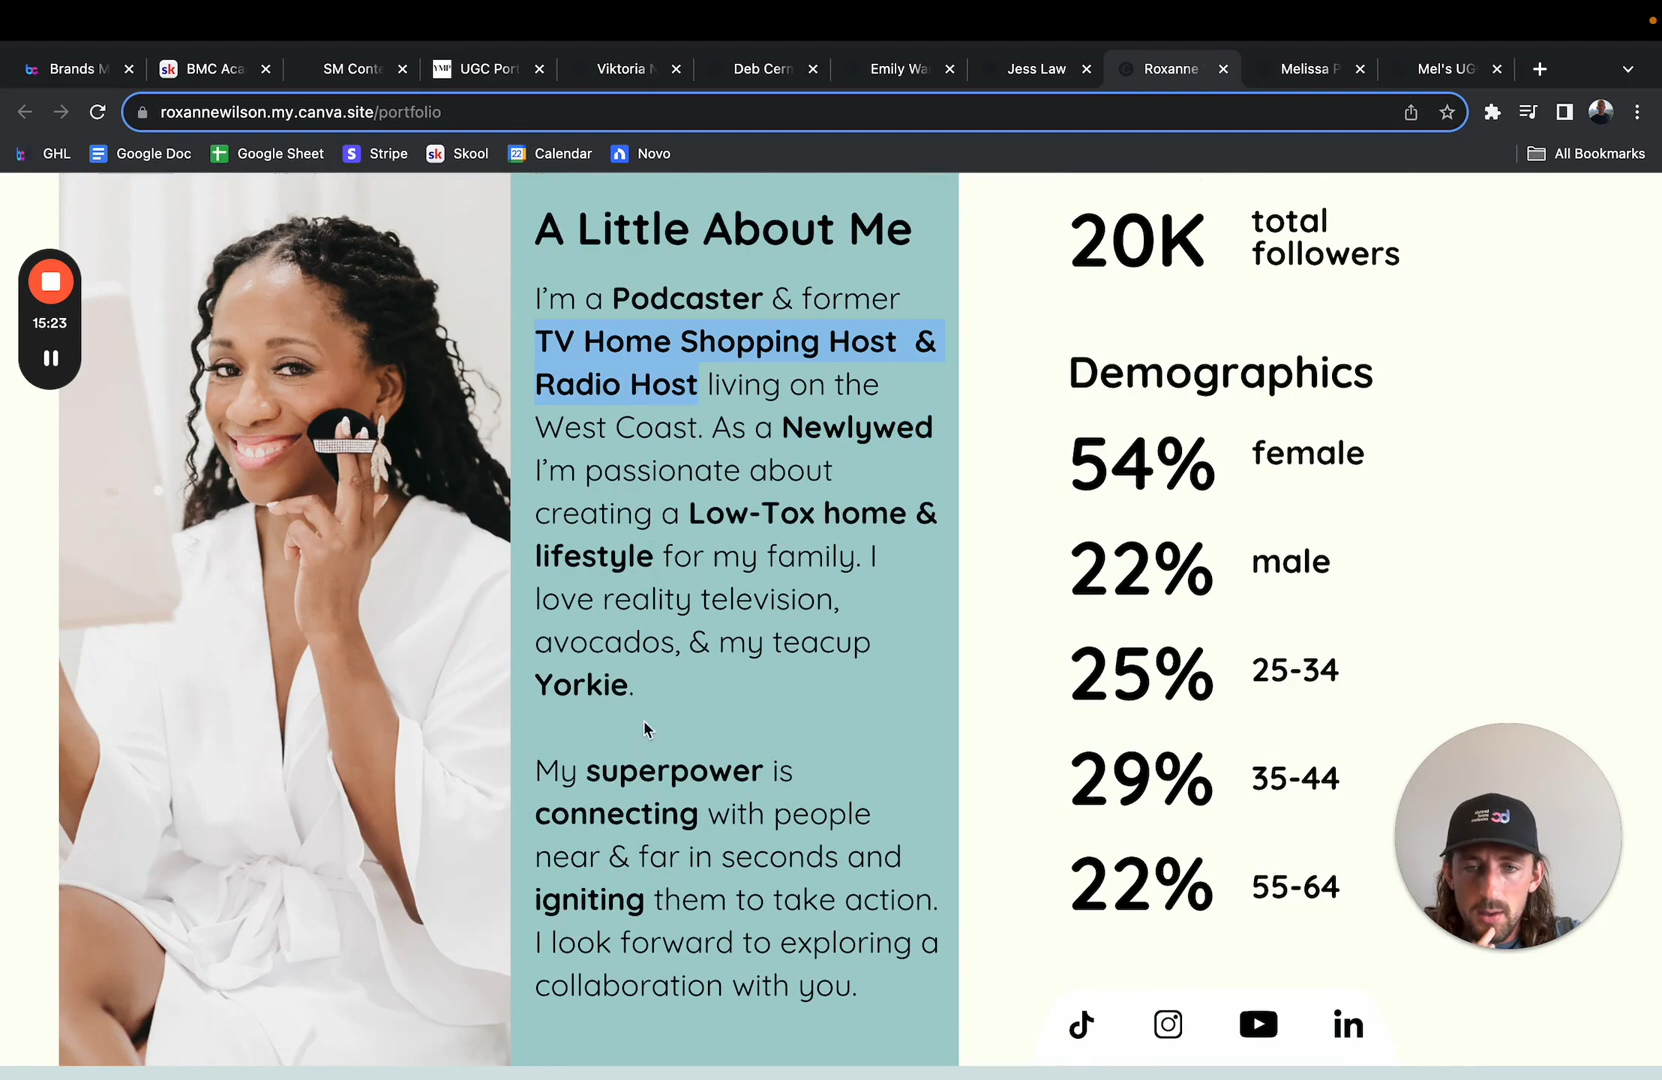 Brands M
BMC Aca
SM Conte
UGC Port
Viktoria N
Deb Cern
Emily Wa
Jess Law
Roxanne
Melissa P
Mel's UG
roxannewilson.my.canva.site/portfolio
GHL
Google Doc
Google Sheet
Stripe
Skool
Calendar
Novo
All Bookmarks
15:23
A Little About Me
I'm a Podcaster & former
TV Home Shopping Host &
Radio Host living on the
West Coast. As a Newlywed
I'm passionate about
creating a Low-Tox home &
lifestyle for my family. I
love reality television,
avocados, & my teacup
Yorkie.
My superpower is
connecting with people
near & far in seconds and
igniting them to take action.
I look forward to exploring a
collaboration with you.
20K total
followers
Demographics
54% female
22% male
25% 25-34
29% 35-44
22% 55-64